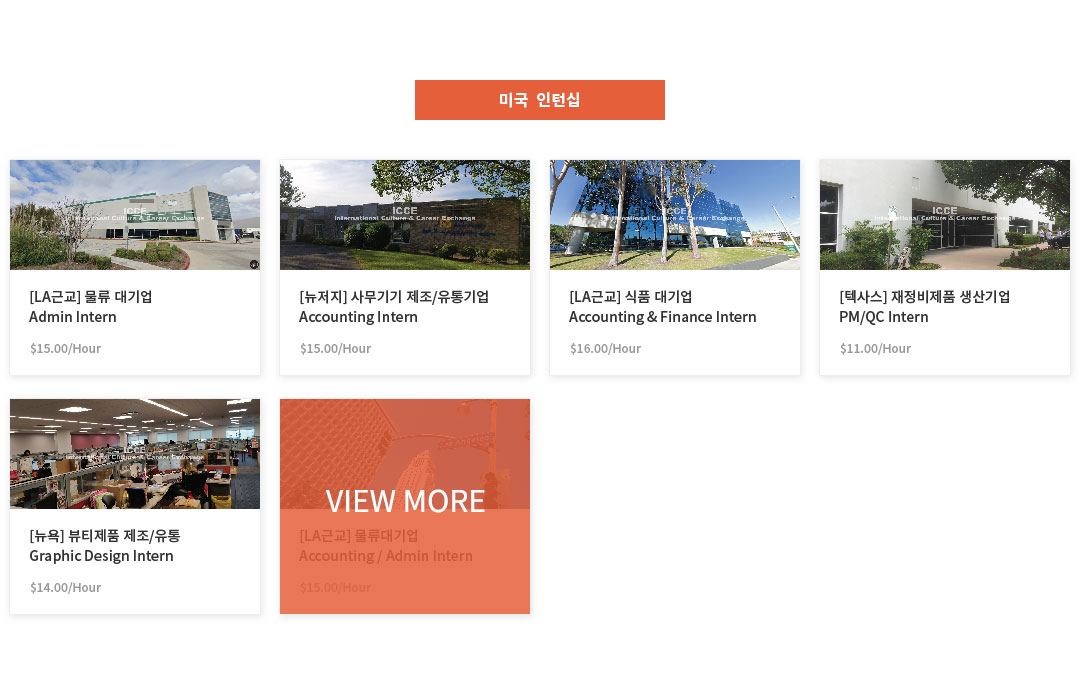 미국 인턴십
ICCE
International Culture & Career Exchange
ICCE
International Culture & Career Exchange
ICCE
International Culture & Career Exchange
ICCE
International Culture & Career Exchange
[LA근교] 물류 대기업
Admin Intern
$15.00/Hour
[뉴저지] 사무기기 제조/유통기업
Accounting Intern
$15.00/Hour
[LA근교] 식품 대기업
Accounting & Finance Intern
$16.00/Hour
[텍사스] 재정비제품 생산기업
PM/QC Intern
$11.00/Hour
ICCE
International Culture & Career Exchange
[뉴욕] 뷰티제품 제조/유통
Graphic Design Intern
$14.00/Hour
VIEW MORE
[LA근교] 물류대기업
Accounting / Admin Intern
$15.00/Hour